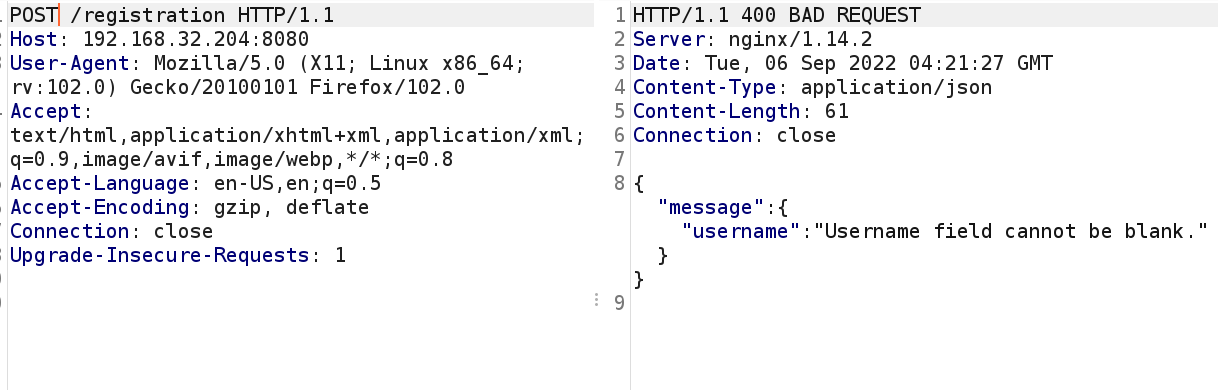 POST /registration HTTP/1.1
Host: 192.168.32.204:8080
User-Agent: Mozilla/5.0 (X11; Linux x86_64;
rv:102.0) Gecko/20100101 Firefox/102.0
Accept:
text/html,application/xhtml+xml,application/xml;
q=0.9,image/avif,image/webp,*/*;q=0.8
Accept-Language: en-US,en;q=0.5
Accept-Encoding: gzip, deflate
Connection: close
Upgrade-Insecure-Requests: 1
1 HTTP/1.1 400 BAD REQUEST
2 Server: nginx/1.14.2
3 Date: Tue, 06 Sep 2022 04:21:27 GMT
4 Content-Type: application/json
5 Content-Length: 61
6 Connection: close
7
8 {
"message":{
"username":"Username field cannot be blank."
}
}
9